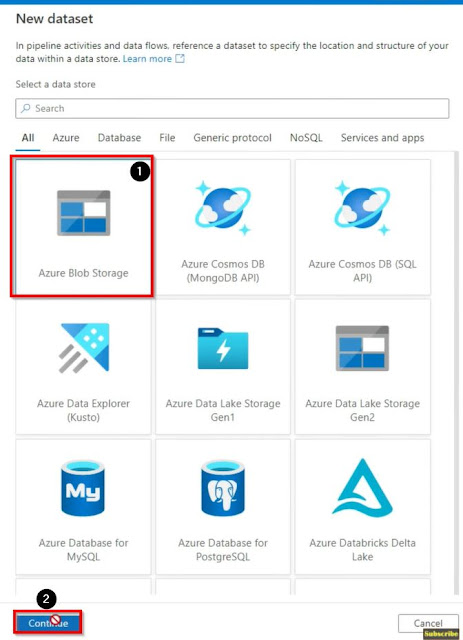 New dataset
In pipeline activities and data flows, reference a dataset to specify the location and structure of your
data within a data store. Learn more
Select a data store
Search
All Azure Database File Generic protocol NoSQL Services and apps
1
Azure Blob Storage
Azure Cosmos DB
(MongoDB API)
Azure Cosmos DB (SQL
API)
Azure Data Explorer
(Kusto)
Azure Data Lake Storage
Gen1
Azure Data Lake Storage
Gen2
My
Azure Database for
MySQL
Azure Database for
PostgreSQL
Azure Databricks Delta
Lake
2
Continue
Cancel
Subscribe